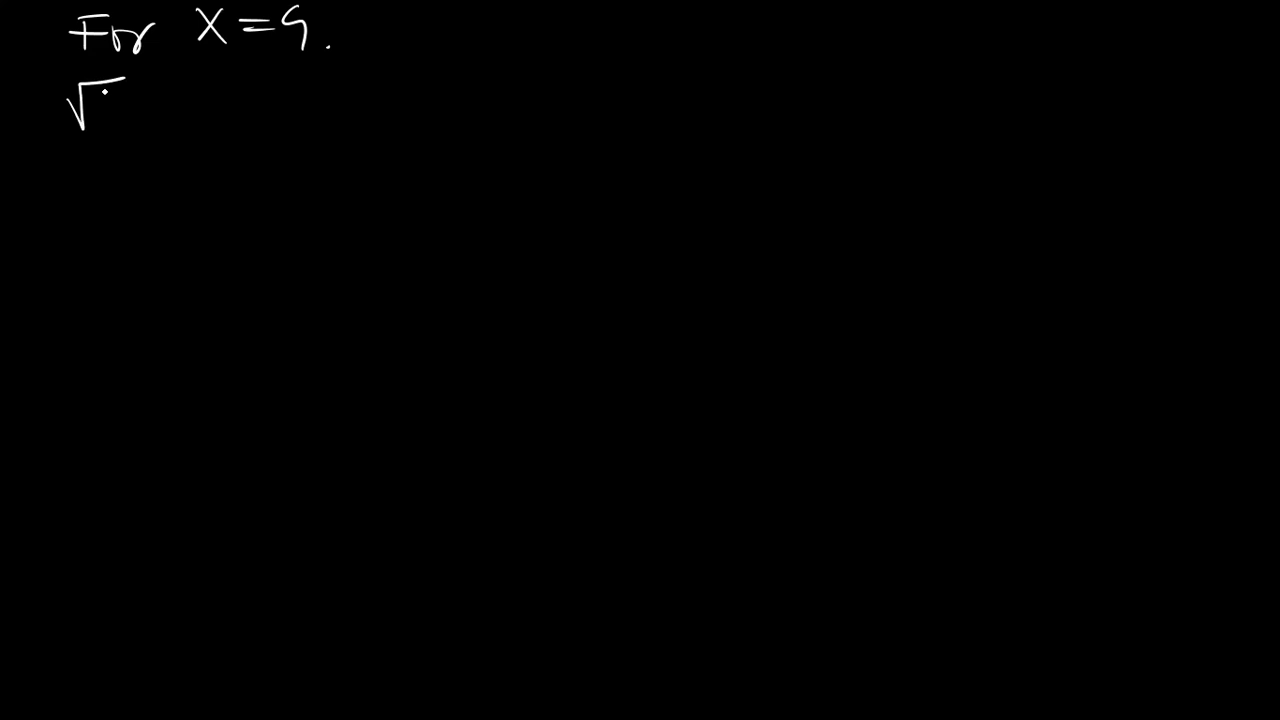 For x = 9.
√